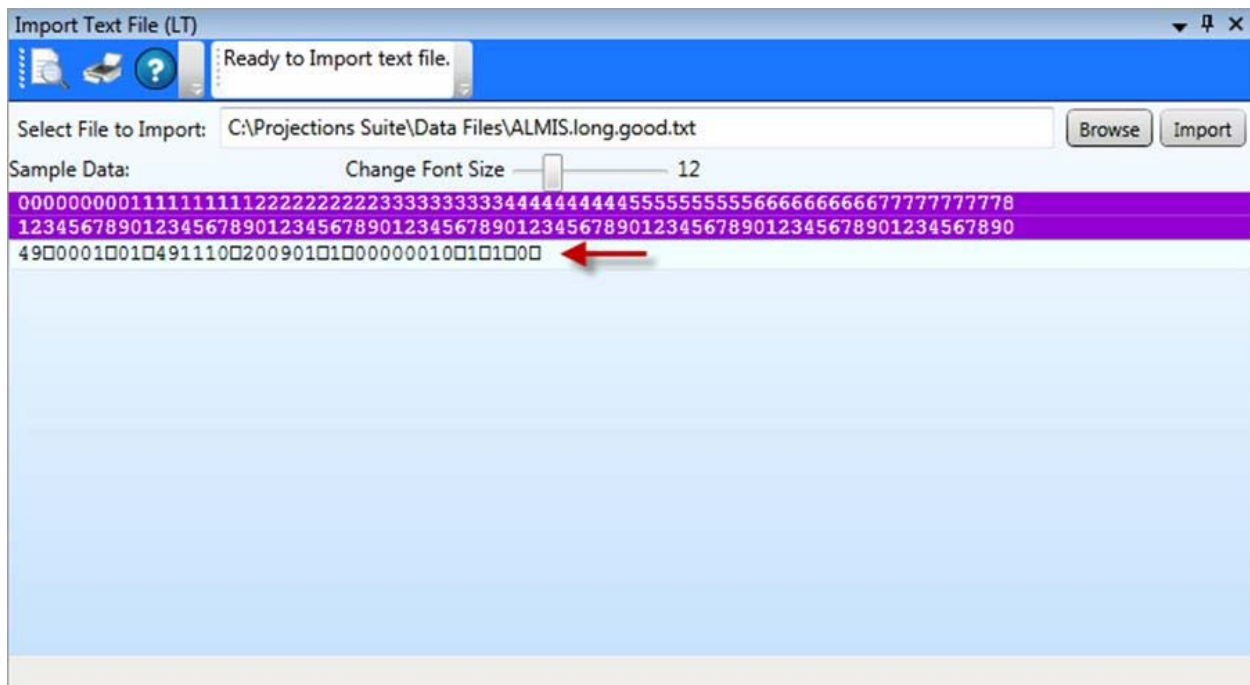 Import Text File (LT)
Ready to Import text file.
Select File to Import: C:\Projections Suite\Data Files\ALMIS.long.good.txt Browse Import
Sample Data: Change Font Size 12
00000000011111111112222222222333333333344444444445555555555666666666677777777778
12345678901234567890123456789012345678901234567890123456789012345678901234567890
49□0001□01□491110□200901□1□00000010□1□1□0□